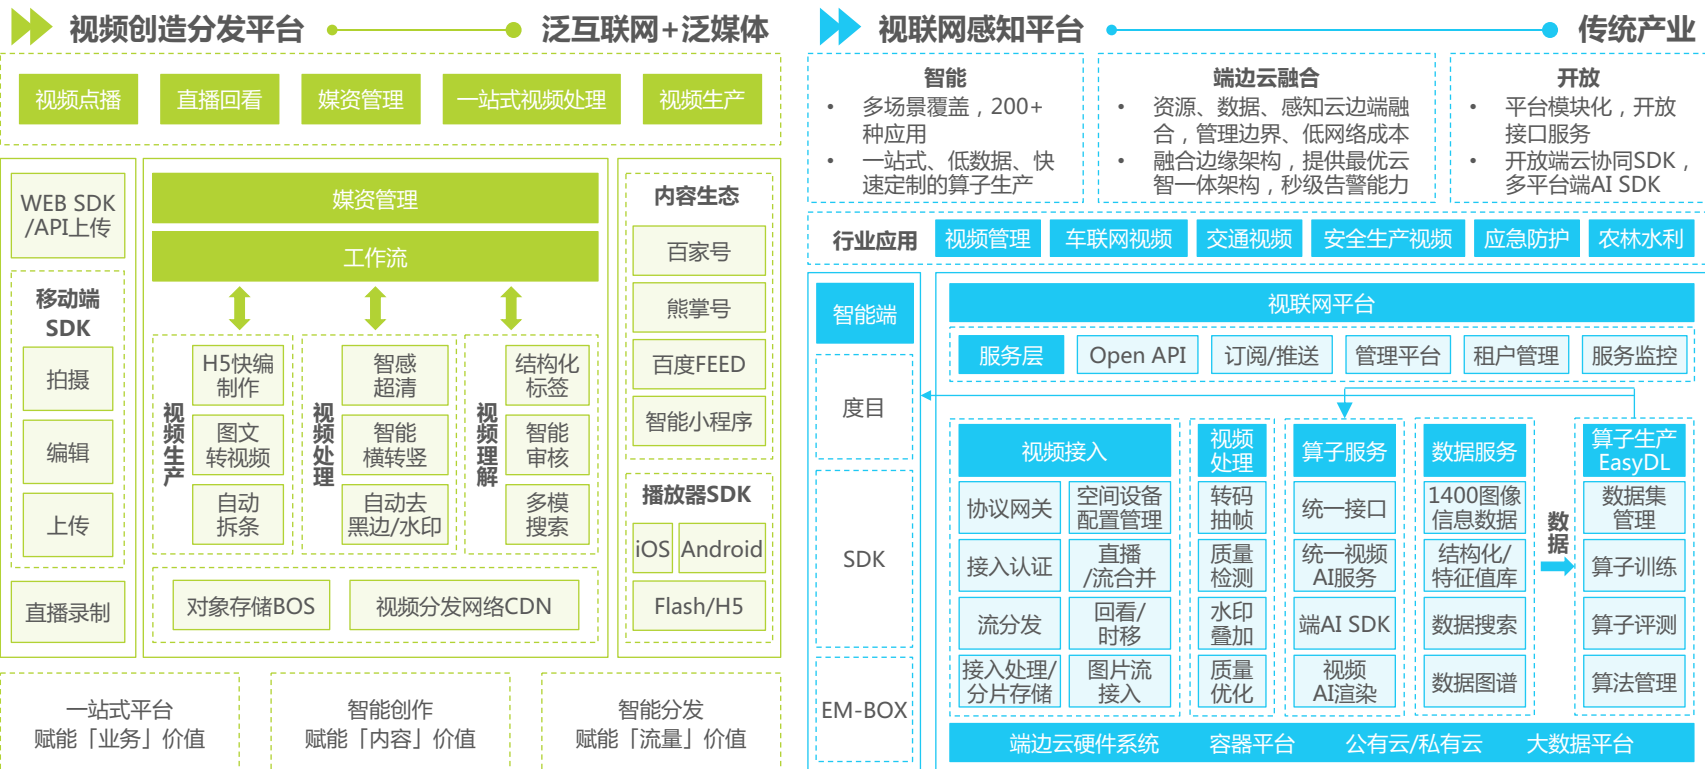 视频创造分发平台
泛互联网+泛媒体
视频点播
直播回看
媒资管理
一站式视频处理
视频生产
WEB SDK
/API上传
移动端
SDK
拍摄
编辑
上传
直播录制
媒资管理
工作流
视频生产
H5快编
制作
图文
转视频
自动
拆条
视频处理
智感
超清
智能
横转竖
自动去
黑边/水印
视频理解
结构化
标签
智能
审核
多模
搜索
对象存储BOS
视频分发网络CDN
内容生态
百家号
熊掌号
百度FEED
智能小程序
播放器SDK
iOS
Android
Flash/H5
一站式平台
赋能「业务」价值
智能创作
赋能「内容」价值
智能分发
赋能「流量」价值
视联网感知平台
传统产业
智能
• 多场景覆盖，200+
种应用
• 一站式、低数据、快
速定制的算子生产
端边云融合
• 资源、数据、感知云边端融
合，管理边界、低网络成本
• 融合边缘架构，提供最优云
智一体架构，秒级告警能力
开放
• 平台模块化，开放
接口服务
• 开放端云协同SDK，
多平台端AI SDK
行业应用
视频管理
车联网视频
交通视频
安全生产视频
应急防护
农林水利
智能端
度目
SDK
EM-BOX
视联网平台
服务层
Open API
订阅/推送
管理平台
租户管理
服务监控
视频接入
协议网关
空间设备
配置管理
接入认证
直播
/流合并
流分发
回看/
时移
接入处理/
分片存储
图片流
接入
视频
处理
转码
抽帧
质量
检测
水印
叠加
质量
优化
算子服务
统一接口
统一视频
AI服务
端AI SDK
视频
AI渲染
数据服务
1400图像
信息数据
结构化/
特征值库
数据搜索
数据图谱
数据
算子生产
EasyDL
数据集
管理
算子训练
算子评测
算法管理
端边云硬件系统
容器平台
公有云/私有云
大数据平台